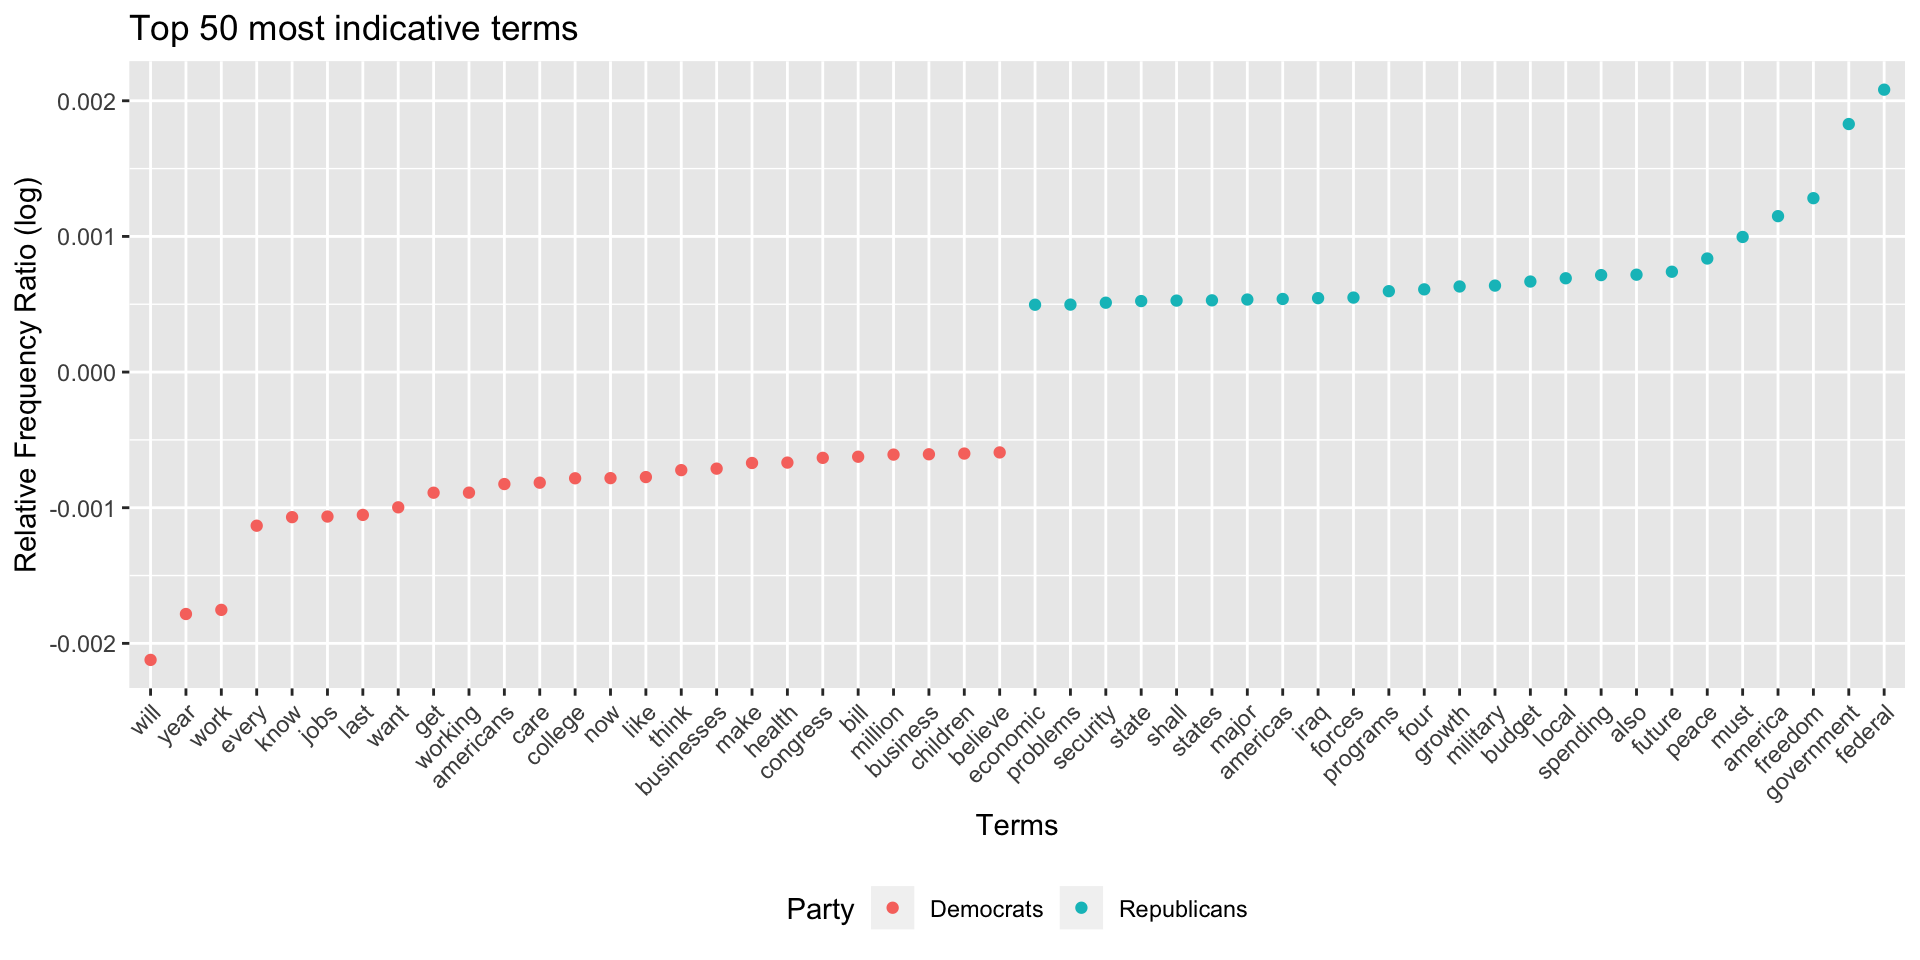 Top 50 most indicative terms
Relative Frequency Ratio (log)
0.002
0.001
0.000
-0.001
-0.002
will
year
work
every
know
jobs
last
want
get
working
americans
care
college
now
like
think
businesses
make
health
congress
bill
million
business
children
believe
economic
problems
security
state
shall
states
major
americas
iraq
forces
programs
four
growth
military
budget
local
spending
also
future
peace
must
america
freedom
government
federal
Terms
Party Democrats Republicans